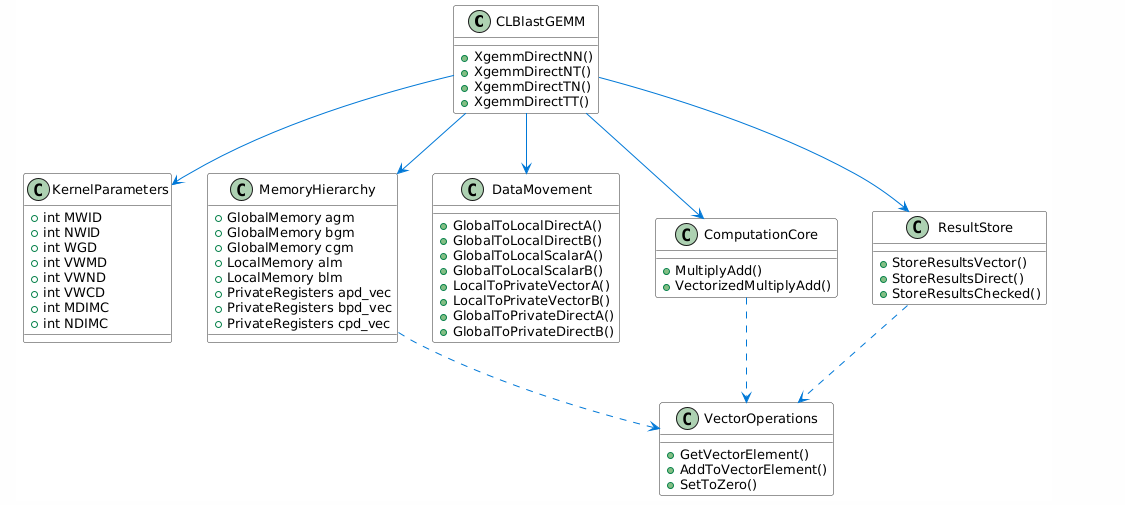 C CLBlastGEMM
XgemmDirectNN()
XgemmDirectNT()
XgemmDirectTN()
XgemmDirectTT()
C KernelParameters
int MWID
int NWID
int WGD
int VWMD
int VWND
int VWCD
int MDIMC
int NDIMC
C MemoryHierarchy
GlobalMemory agm
GlobalMemory bgm
GlobalMemory cgm
LocalMemory alm
LocalMemory blm
PrivateRegisters apd_vec
PrivateRegisters bpd_vec
PrivateRegisters cpd_vec
C DataMovement
GlobalToLocalDirectA()
GlobalToLocalDirectB()
GlobalToLocalScalarA()
GlobalToLocalScalarB()
LocalToPrivateVectorA()
LocalToPrivateVectorB()
GlobalToPrivateDirectA()
GlobalToPrivateDirectB()
C ComputationCore
MultiplyAdd()
VectorizedMultiplyAdd()
C ResultStore
StoreResultsVector()
StoreResultsDirect()
StoreResultsChecked()
C VectorOperations
GetVectorElement()
AddToVectorElement()
SetToZero()